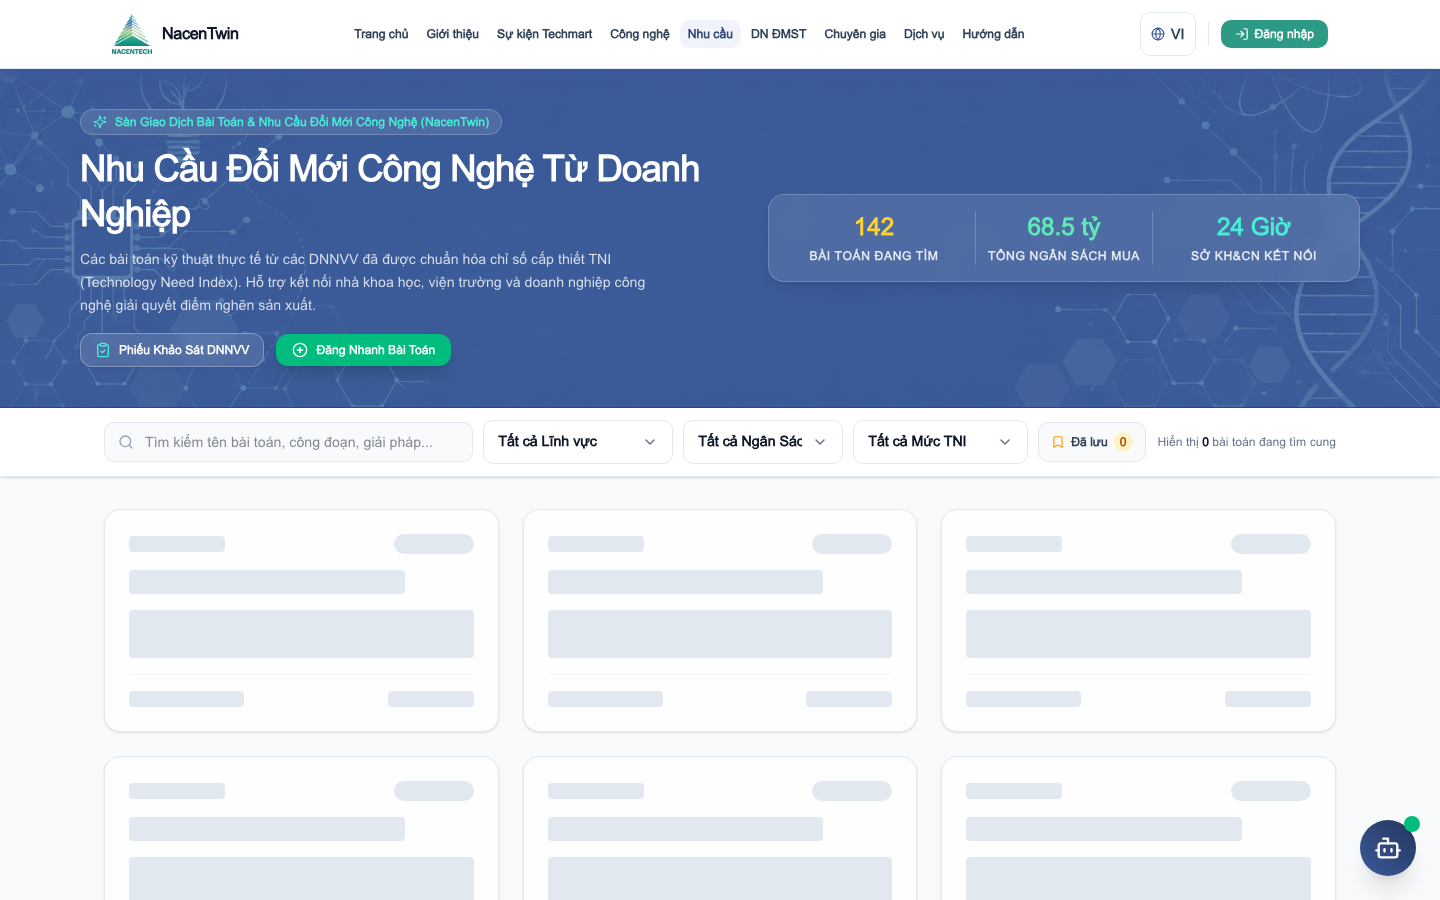 NACENTECH
NacenTwin
Trang chủ
Giới thiệu
Sự kiện Techmart
Công nghệ
Nhu cầu
DN ĐMST
Chuyên gia
Dịch vụ
Hướng dẫn
VI
Đăng nhập
Sàn Giao Dịch Bài Toán & Nhu Cầu Đổi Mới Công Nghệ (NacenTwin)
Nhu Cầu Đổi Mới Công Nghệ Từ Doanh
Nghiệp
Các bài toán kỹ thuật thực tế từ các DNNVV đã được chuẩn hóa chỉ số cấp thiết TNI
(Technology Need Index). Hỗ trợ kết nối nhà khoa học, viện trường và doanh nghiệp công
nghệ giải quyết điểm nghẽn sản xuất.
Phiếu Khảo Sát DNNVV
Đăng Nhanh Bài Toán
142
BÀI TOÁN ĐANG TÌM
68.5 tỷ
TỔNG NGÂN SÁCH MUA
24 Giờ
SỞ KH&CN KẾT NỐI
Tìm kiếm tên bài toán, công đoạn, giải pháp...
Tất cả Lĩnh vực
Tất cả Ngân Sác
Tất cả Mức TNI
Đã lưu 0
Hiển thị 0 bài toán đang tìm cung